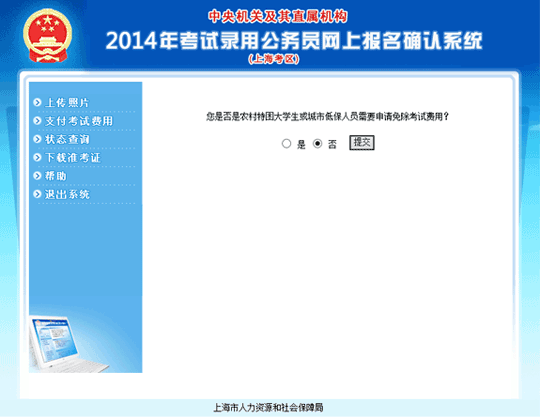 中央机关及其直属机构
2014年考试录用公务员网上报名确认系统
(上海考区)
上传照片
支付考试费用
状态查询
下载准考证
帮助
退出系统
您是否是农村特困大学生或城市低保人员需要申请免除考试费用？
是 否 提交
上海市人力资源和社会保障局